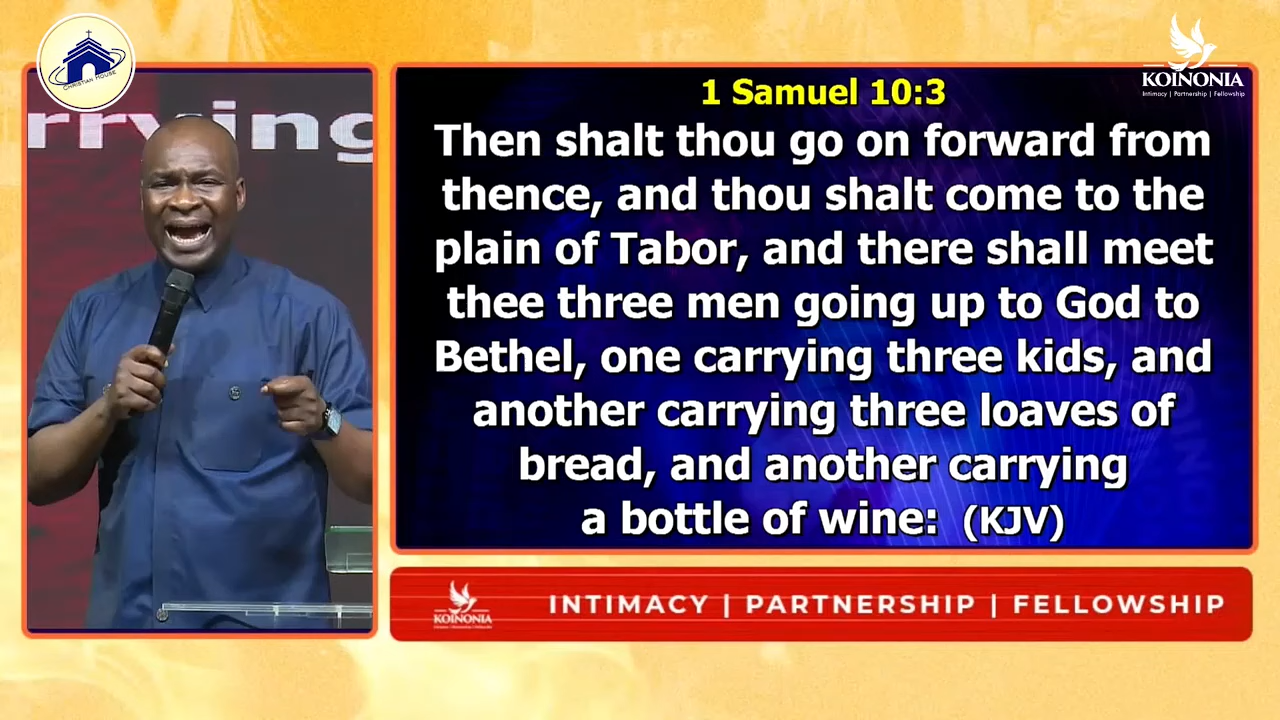 CHRISTIAN HOUSE
KOINONIA
Intimacy | Partnership | Fellowship
rrying
1 Samuel 10:3
Then shalt thou go on forward from
thence, and thou shalt come to the
plain of Tabor, and there shall meet
thee three men going up to God to
Bethel, one carrying three kids, and
another carrying three loaves of
bread, and another carrying
a bottle of wine: (KJV)
KOINONIA
INTIMACY | PARTNERSHIP | FELLOWSHIP